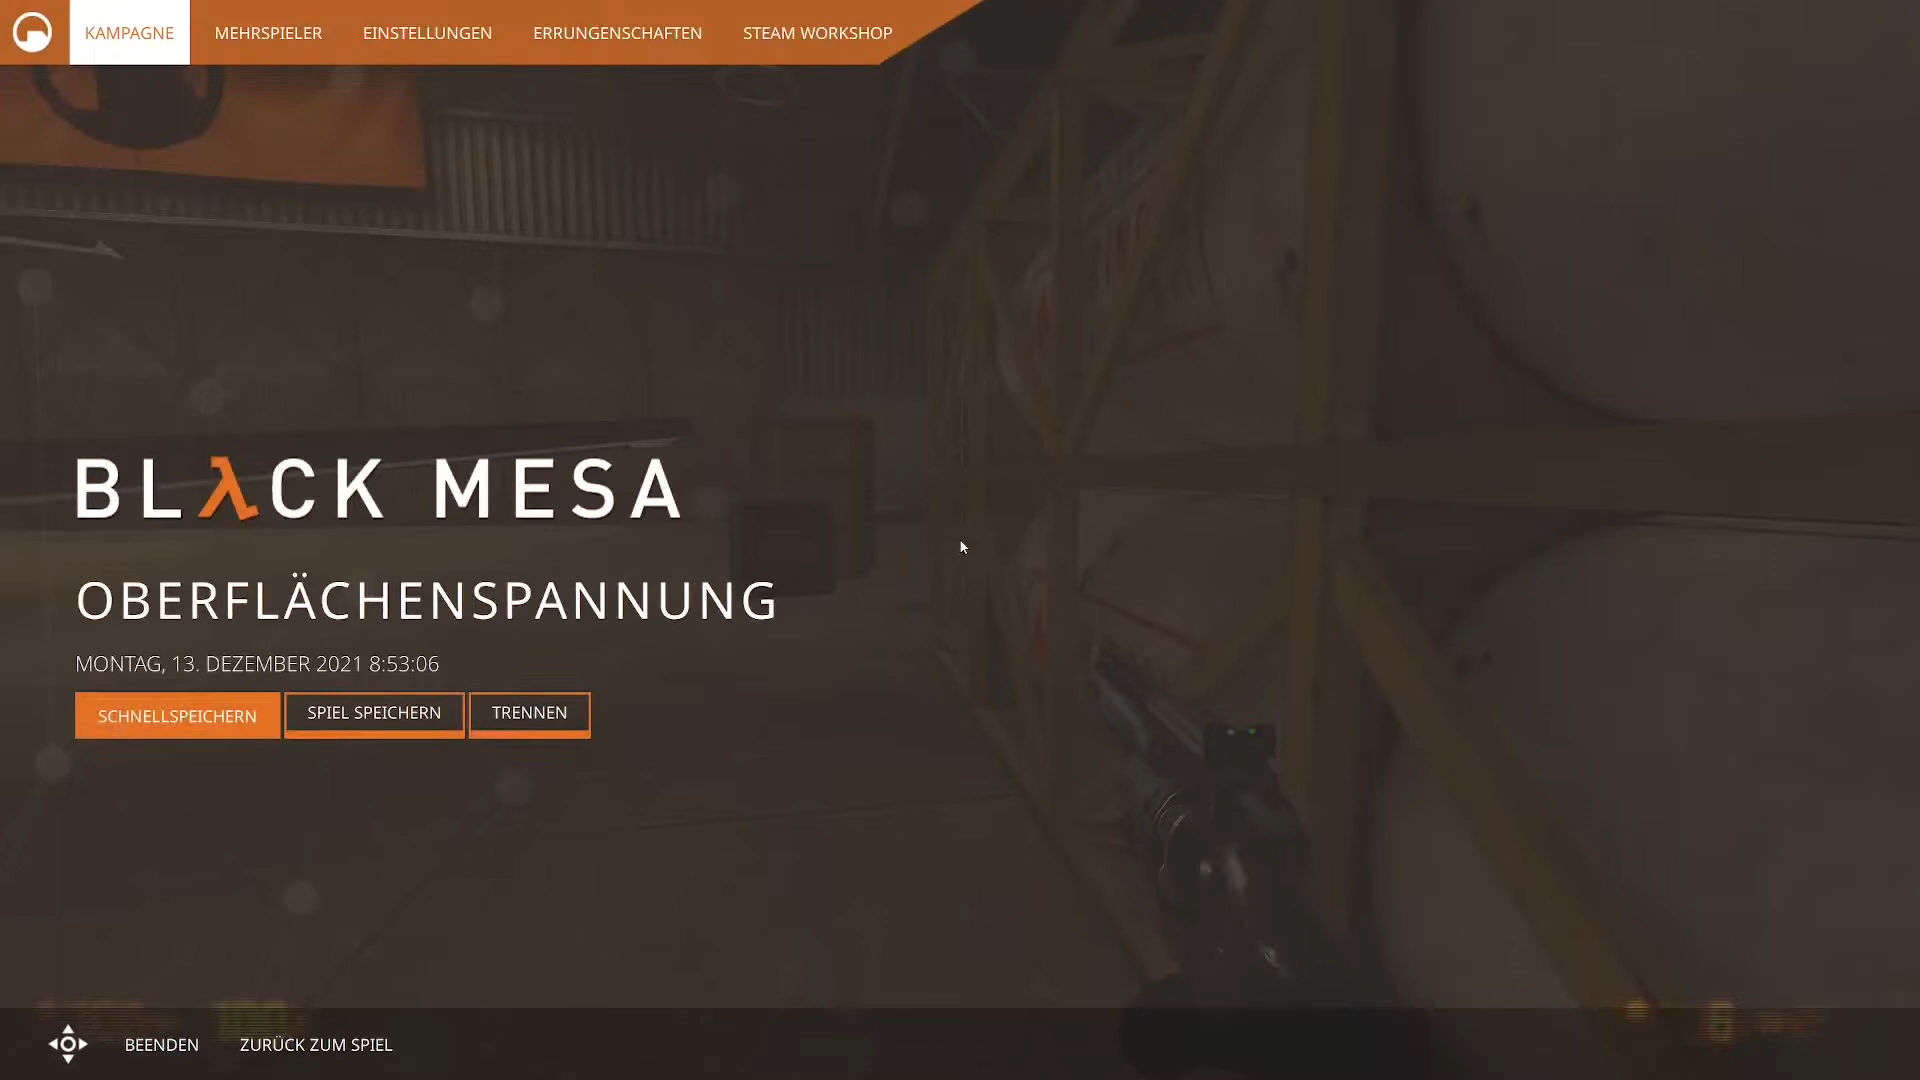 KAMPAGNE MEHRSPIELER EINSTELLUNGEN ERRUNGENSCHAFTEN STEAM WORKSHOP
BLλCK MESA
OBERFLÄCHENSPANNUNG
MONTAG, 13. DEZEMBER 2021 8:53:06
SCHNELLSPEICHERN SPIEL SPEICHERN TRENNEN
BEENDEN ZURÜCK ZUM SPIEL